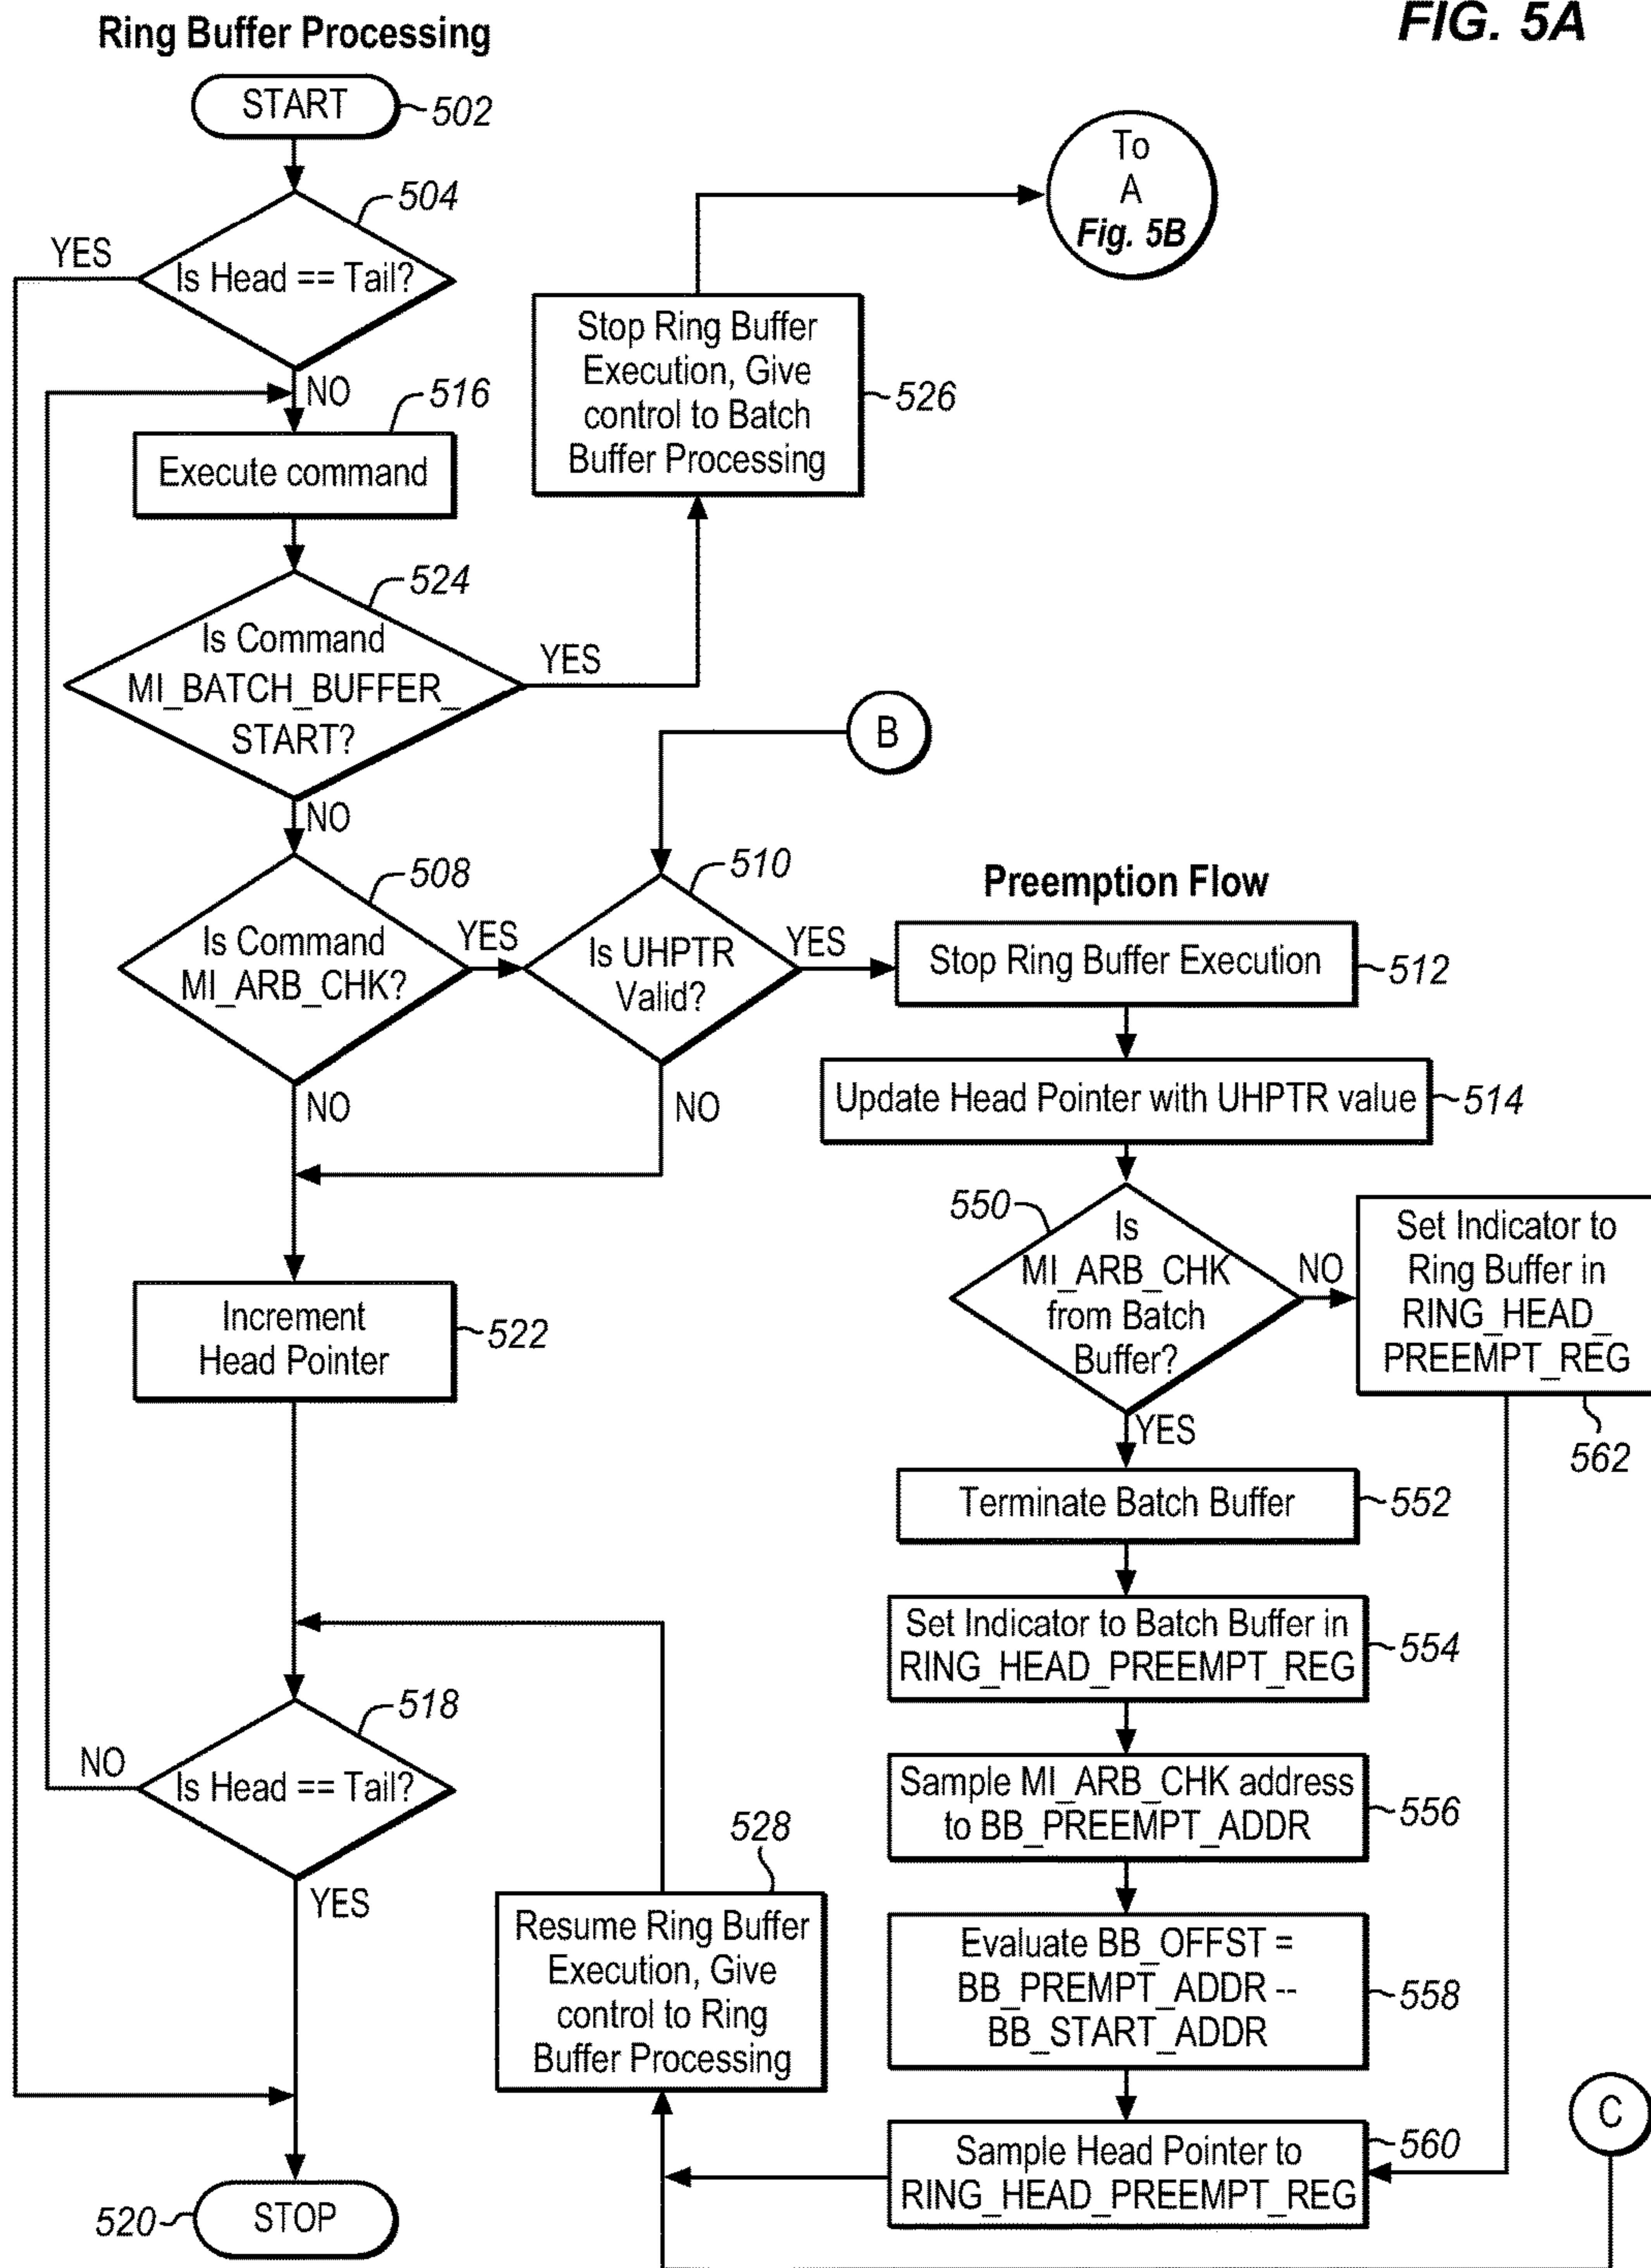 FIG. 5A
Ring Buffer Processing
START
502
504
YES
Is Head == Tail?
NO
516
Execute command
524
Is Command
MI_BATCH_BUFFER_
START?
YES
NO
Stop Ring Buffer
Execution, Give
control to Batch
Buffer Processing
526
To
A
Fig. 5B
B
508
Is Command
MI_ARB_CHK?
YES
NO
510
Is UHPTR
Valid?
YES
NO
Preemption Flow
Stop Ring Buffer Execution
512
Update Head Pointer with UHPTR value
514
550
Is
MI_ARB_CHK
from Batch
Buffer?
NO
YES
Set Indicator to
Ring Buffer in
RING_HEAD_
PREEMPT_REG
562
Increment
Head Pointer
522
Terminate Batch Buffer
552
Set Indicator to Batch Buffer in
RING_HEAD_PREEMPT_REG
554
518
NO
Is Head == Tail?
YES
Sample MI_ARB_CHK address
to BB_PREEMPT_ADDR
556
528
Resume Ring Buffer
Execution, Give
control to Ring
Buffer Processing
Evaluate BB_OFFST =
BB_PREMPT_ADDR --
BB_START_ADDR
558
C
Sample Head Pointer to
RING_HEAD_PREEMPT_REG
560
520
STOP